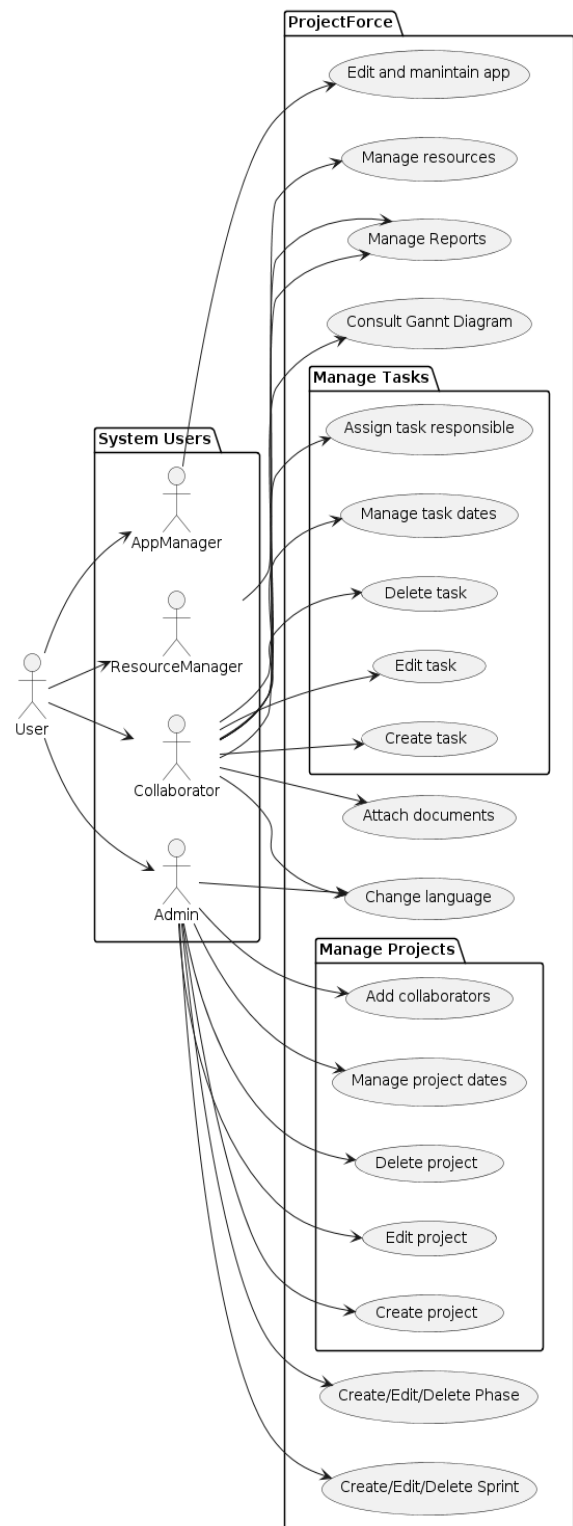 ProjectForce
Edit and manintain app
Manage resources
Manage Reports
Consult Gannt Diagram
Manage Tasks
Assign task responsible
System Users
Manage task dates
AppManager
Delete task
ResourceManager
Edit task
User
Create task
Collaborator
Attach documents
Change language
Admin
Manage Projects
Add collaborators
Manage project dates
Delete project
Edit project
Create project
Create/Edit/Delete Phase
Create/Edit/Delete Sprint